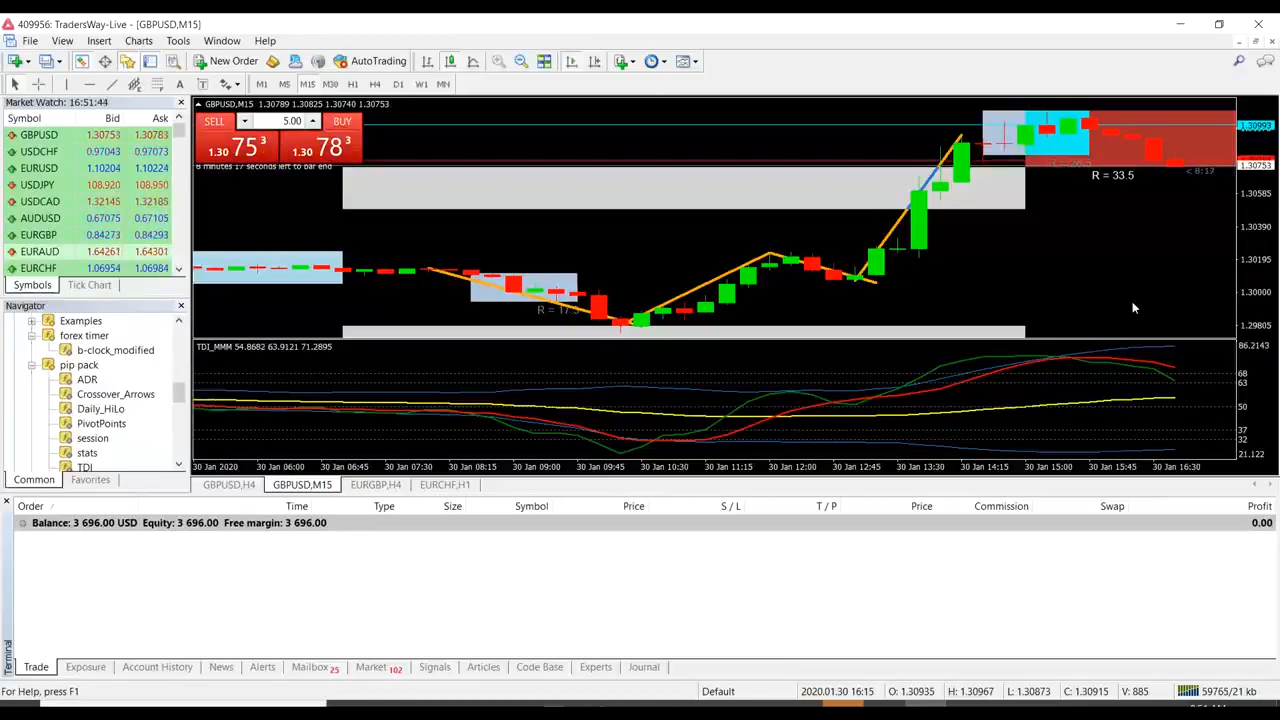 409956: TradersWay-Live - [GBPUSD,M15]
File View Insert Charts Tools Window Help
New Order AutoTrading
A T M1 M5 M15 M30 H1 H4 D1 W1 MN
Market Watch: 16:51:44
Symbol Bid Ask
GBPUSD 1.30753 1.30783
USDCHF 0.97043 0.97073
EURUSD 1.10204 1.10224
USDJPY 108.920 108.950
USDCAD 1.32145 1.32185
AUDUSD 0.67075 0.67105
EURGBP 0.84273 0.84293
EURAUD 1.64261 1.64301
EURCHF 1.06954 1.06984
Symbols Tick Chart
Navigator
Examples
forex timer
b-clock_modified
pip pack
ADR
Crossover_Arrows
Daily_HiLo
PivotPoints
session
stats
TDI
Common Favorites
GBPUSD,M15 1.30789 1.30825 1.30740 1.30753
SELL 5.00 BUY
1.30 75 3 1.30 78 3
8 minutes 17 seconds left to bar end
R = 33.5
< 8:17
1.30993
1.30753
1.30585
1.30390
1.30195
1.30000
1.29805
TDI_MMM 54.8682 63.9121 71.2895
86.2143
68
63
50
37
32
21.122
30 Jan 2020 30 Jan 06:00 30 Jan 06:45 30 Jan 07:30 30 Jan 08:15 30 Jan 09:00 30 Jan 09:45 30 Jan 10:30 30 Jan 11:15 30 Jan 12:00 30 Jan 12:45 30 Jan 13:30 30 Jan 14:15 30 Jan 15:00 30 Jan 15:45 30 Jan 16:30
GBPUSD,H4 GBPUSD,M15 EURGBP,H4 EURCHF,H1
Order / Time Type Size Symbol Price S / L T / P Price Commission Swap Profit
Balance: 3 696.00 USD Equity: 3 696.00 Free margin: 3 696.00 0.00
Terminal
Trade Exposure Account History News Alerts Mailbox 25 Market 102 Signals Articles Code Base Experts Journal
For Help, press F1 Default 2020.01.30 16:15 O: 1.30935 H: 1.30967 L: 1.30873 C: 1.30915 V: 885 59765/21 kb